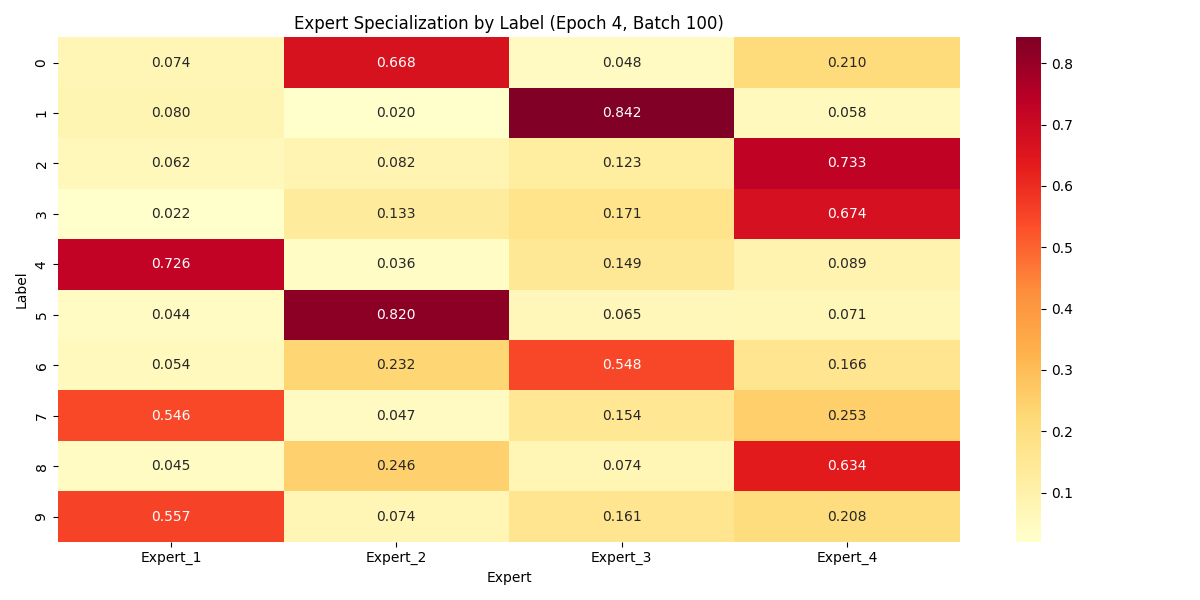 Expert Specialization by Label (Epoch 4, Batch 100)
0 0.074 0.668 0.048 0.210
1 0.080 0.020 0.842 0.058
2 0.062 0.082 0.123 0.733
3 0.022 0.133 0.171 0.674
4 0.726 0.036 0.149 0.089
5 0.044 0.820 0.065 0.071
6 0.054 0.232 0.548 0.166
7 0.546 0.047 0.154 0.253
8 0.045 0.246 0.074 0.634
9 0.557 0.074 0.161 0.208
Label
Expert_1 Expert_2 Expert_3 Expert_4
Expert
0.8
0.7
0.6
0.5
0.4
0.3
0.2
0.1